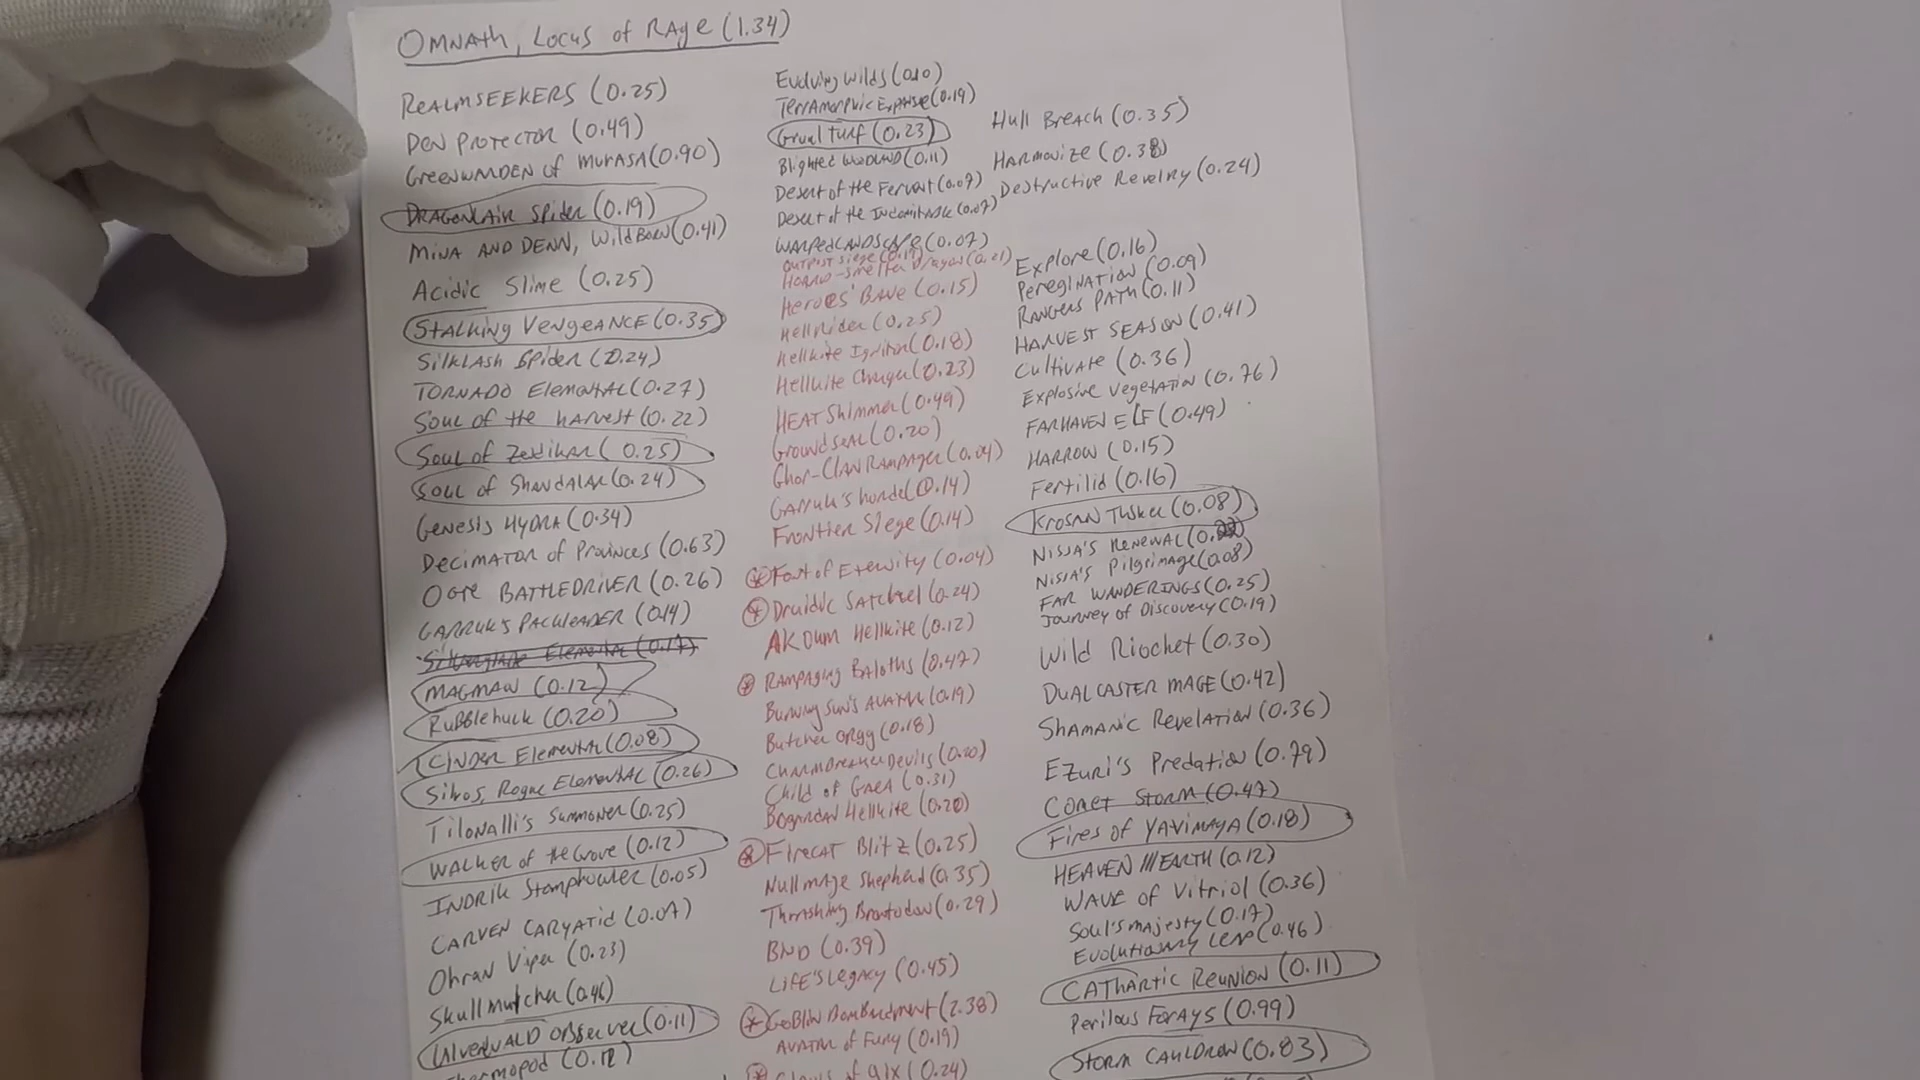 Omnath, Locus of Rage (1.34)
Realmseekers (0.25)
Den Protector (0.49)
Greenwarden of Murasa (0.90)
Dragonlair Spider (0.19)
Mina and Denn, Wildborn (0.41)
Acidic Slime (0.25)
Stalking Vengeance (0.35)
Silklash Spider (0.24)
Tornado Elemental (0.27)
Soul of the Harvest (0.22)
Soul of Zendikar (0.25)
Soul of Shandalar (0.24)
Genesis Hydra (0.34)
Decimator of Provinces (0.63)
Ogre Battledriver (0.26)
Garruk's Packleader (0.14)
Elemental (0.17)
Magmaw (0.12)
Rubblehulk (0.20)
Cinder Elemental (0.08)
Rogue Elemental (0.26)
Tilonalli's Summoner (0.25)
Walker of the Grove (0.12)
Indrik Stomphowler (0.05)
Carven Caryatid (0.07)
Ohran Viper (0.23)
Skullmulcher (0.46)
Ulvenwald Observer (0.11)
Thermopod
Evolving Wilds
Terramorphic Expanse (0.19)
Gruul Turf (0.23)
Blighted Woodland (0.11)
Desert of the Fervent (0.07)
Desert of the Indomitable (0.07)
Warped Landscape (0.07)
Outpost Siege (0.17)
Hoard-Smelter Dragon
Heroes' Bane (0.15)
Hellrider (0.25)
Hellkite Igniter (0.18)
Hellkite Charger (0.23)
Heat Shimmer (0.49)
Ground Seal (0.20)
Ghor-Clan Rampager (0.04)
Garruk's Horde (0.14)
Frontier Siege (0.14)
Font of Eternity (0.04)
Druidic Satchel (0.24)
Akoum Hellkite (0.12)
Rampaging Baloths (0.47)
Burning Sun's Avatar (0.19)
Butcher Orgg (0.18)
Charmbreaker Devils (0.20)
Child of Gaea (0.31)
Bogardan Hellkite (0.20)
Firecat Blitz (0.25)
Nullmage Shepherd (0.35)
Thrashing Brontodon (0.29)
BND (0.39)
Life's Legacy (0.45)
Goblin Bombardment (2.38)
Avatar of Fury (0.19)
(0.24)
Hull Breach (0.35)
Harmonize (0.38)
Destructive Revelry (0.24)
Explore (0.16)
Peregination (0.09)
Rangers Path (0.11)
Harvest Season (0.41)
Cultivate (0.36)
Explosive Vegetation (0.76)
Farhaven Elf (0.49)
Harrow (0.15)
Fertilid (0.16)
Krosan Tusker (0.08)
Nissa's Renewal
Nissa's Pilgrimage (0.08)
Far Wanderings (0.25)
Journey of Discovery (0.19)
Wild Ricochet (0.30)
Dualcaster Mage (0.42)
Shamanic Revelation (0.36)
Ezuri's Predation (0.79)
Comet Storm (0.47)
Fires of Yavimaya (0.18)
Heaven///Earth (0.12)
Wave of Vitriol (0.36)
Soul's Majesty (0.17)
Evolutionary Leap (0.46)
Cathartic Reunion (0.11)
Perilous Forays (0.99)
Storm Cauldron (0.83)